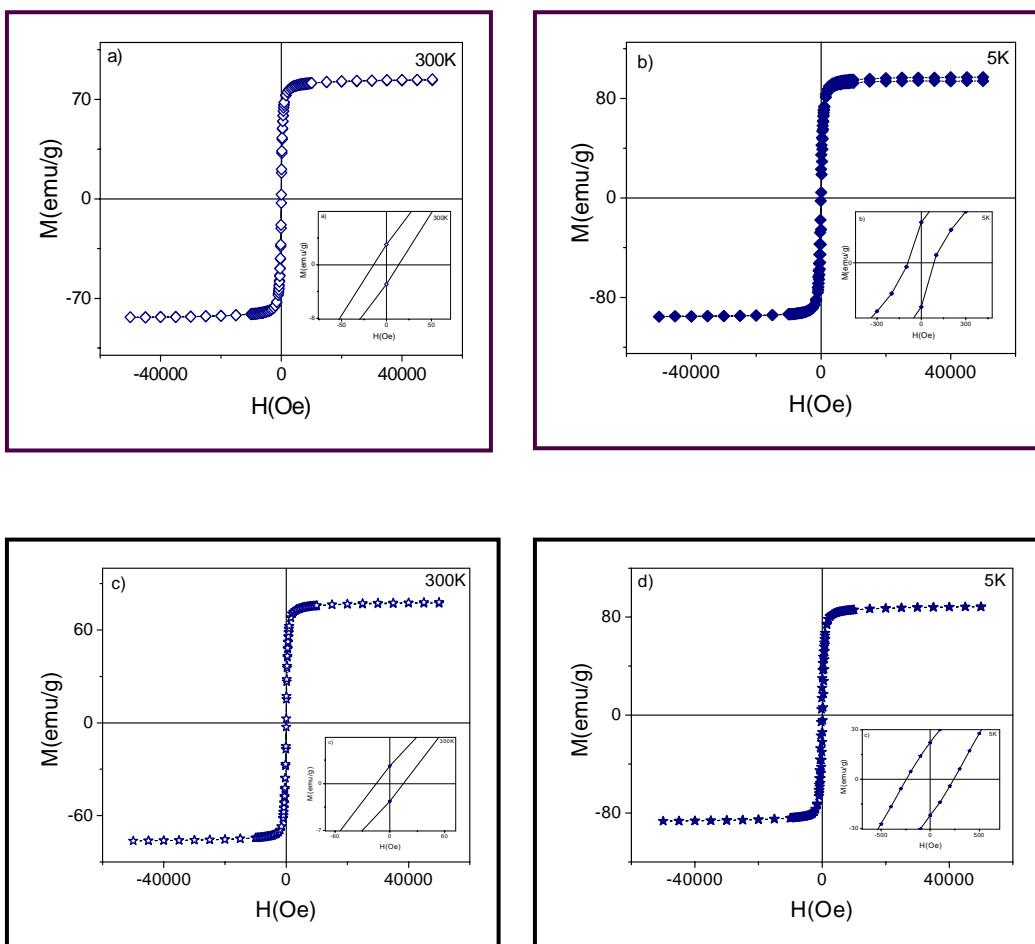 a)
300K
M(emu/g)
70
0
-70
-40000
0
40000
H(Oe)
a)
300K
M(emu/g)
0
-8
-50
0
50
H(Oe)
b)
5K
M(emu/g)
80
0
-80
-40000
0
40000
H(Oe)
b)
5K
M(emu/g)
0
-300
0
300
H(Oe)
c)
300K
M(emu/g)
60
0
-60
-40000
0
40000
H(Oe)
c)
300K
M(emu/g)
0
-7
-60
0
60
H(Oe)
d)
5K
M(emu/g)
80
0
-80
-40000
0
40000
H(Oe)
c)
5K
M(emu/g)
30
0
-30
-500
0
500
H(Oe)